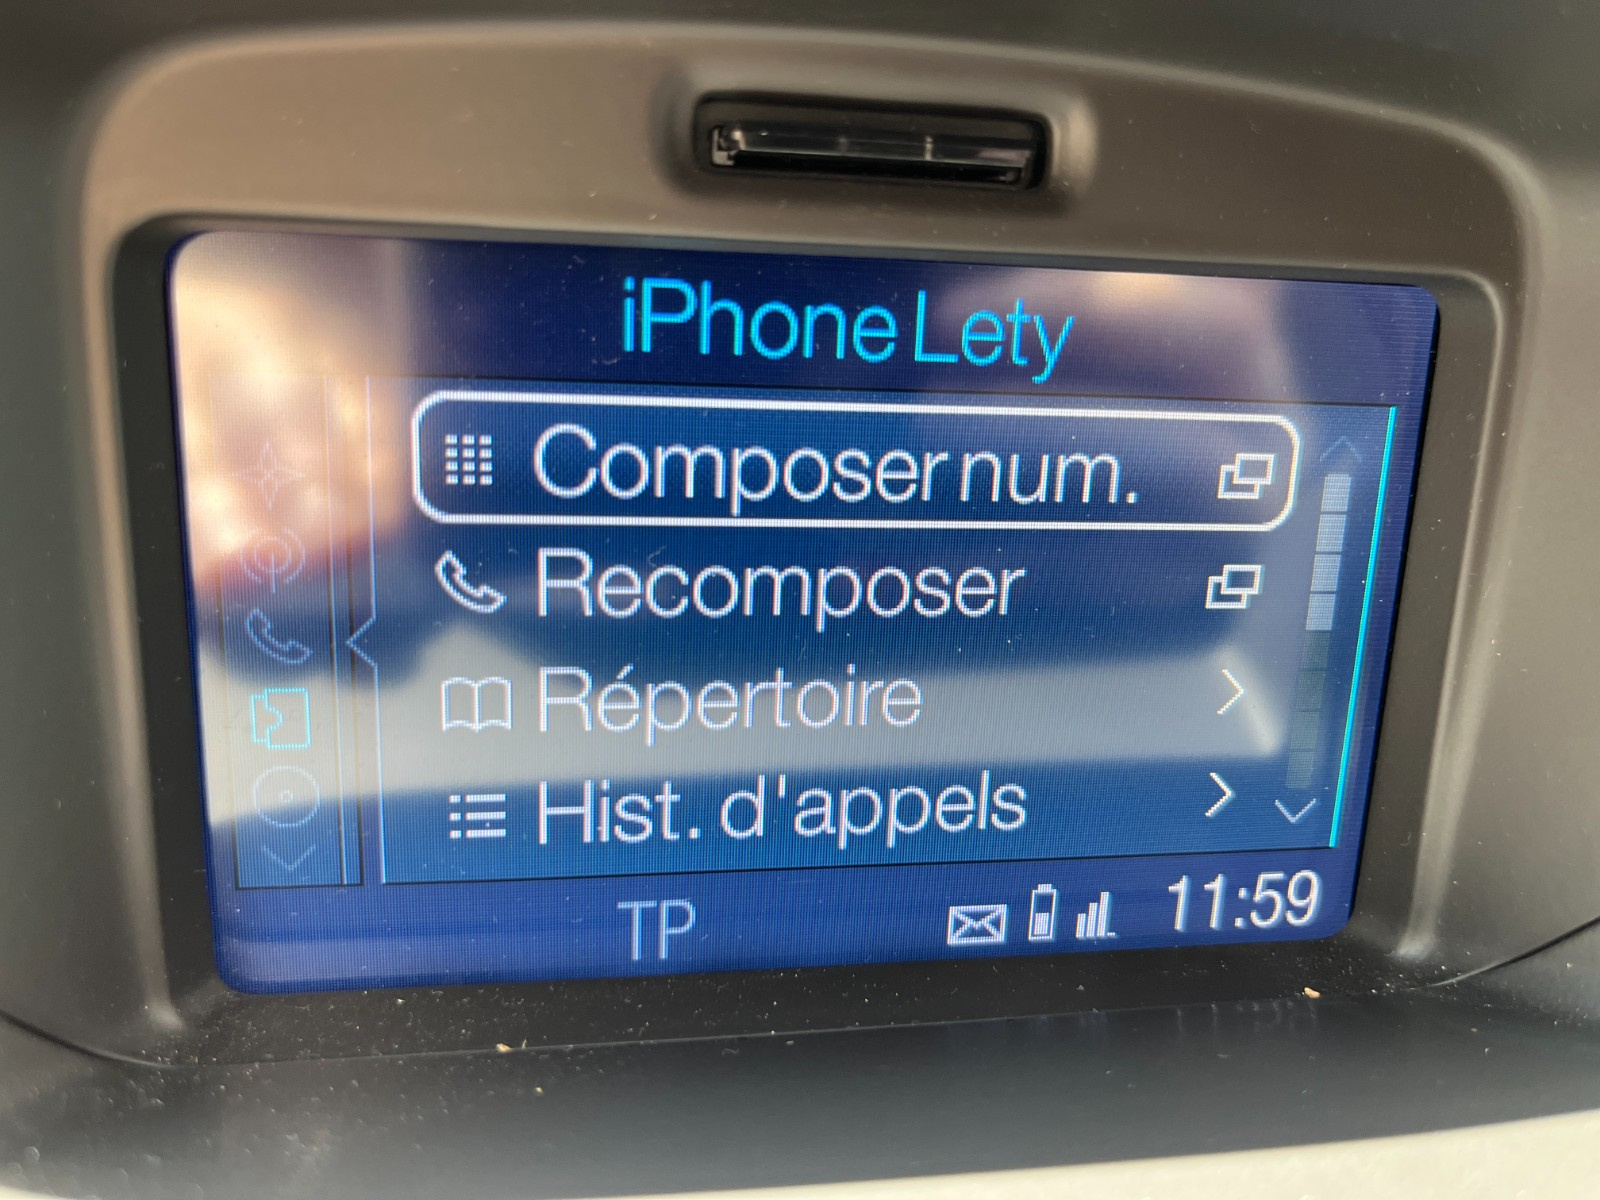 iPhone Lety
Composer num.
Recomposer
Répertoire
Hist. d'appels
TP 11:59